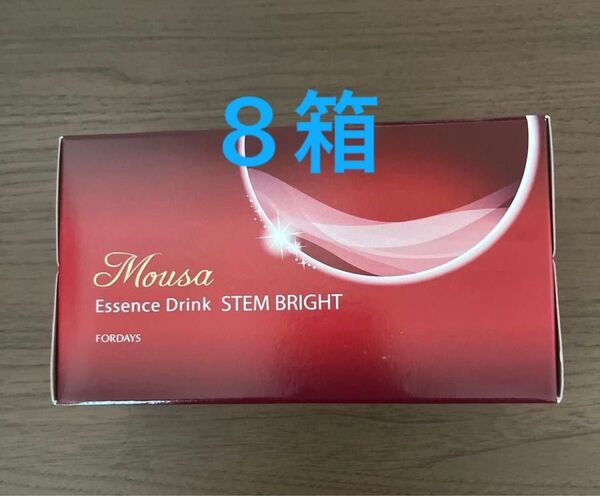 8箱
Mousa
Essence Drink STEM BRIGHT
FORDAYS